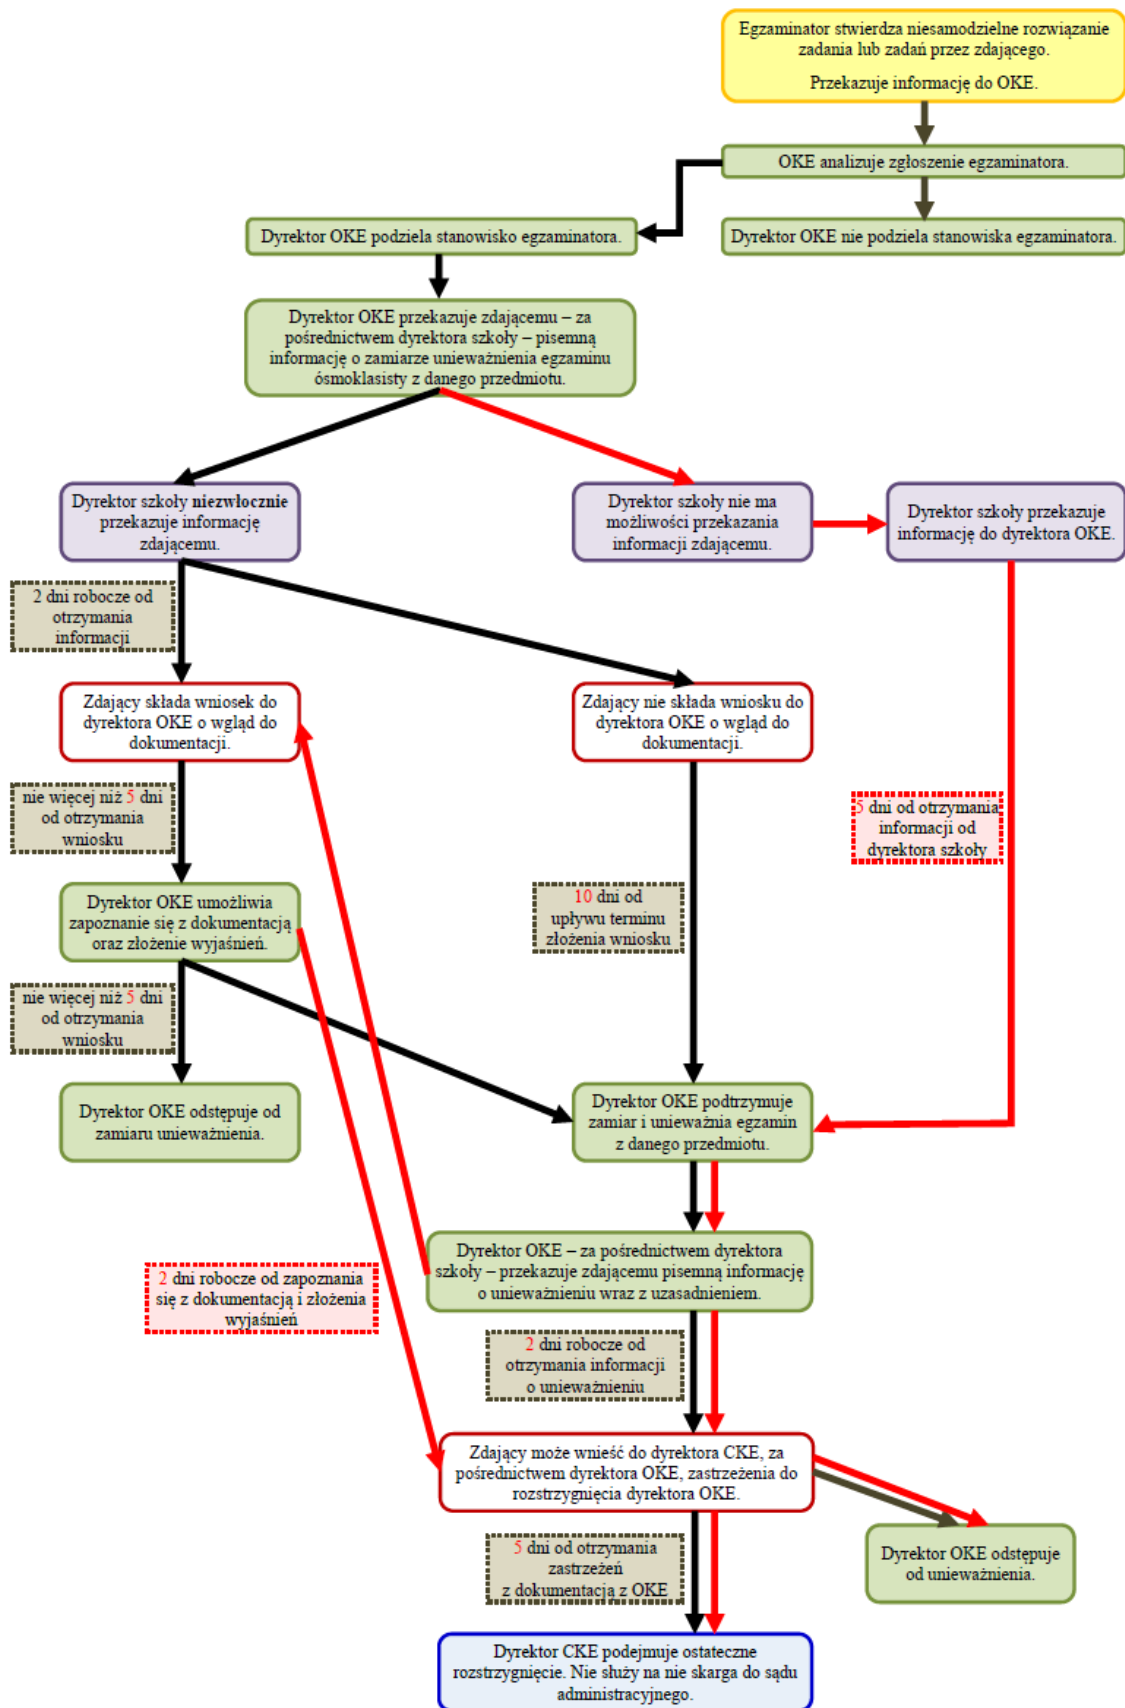 Egzaminator stwierdza niesamodzielne rozwiązanie
zadania lub zadań przez zdającego.
Przekazuje informację do OKE.
OKE analizuje zgłoszenie egzaminatora.
Dyrektor OKE podziela stanowisko egzaminatora.
Dyrektor OKE nie podziela stanowiska egzaminatora.
Dyrektor OKE przekazuje zdającemu – za
pośrednictwem dyrektora szkoły – pisemną
informację o zamiarze unieważnienia egzaminu
ósmoklasisty z danego przedmiotu.
Dyrektor szkoły niezwłocznie
przekazuje informację
zdającemu.
Dyrektor szkoły nie ma
możliwości przekazania
informacji zdającemu.
Dyrektor szkoły przekazuje
informację do dyrektora OKE.
2 dni robocze od
otrzymania
informacji
Zdający składa wniosek do
dyrektora OKE o wgląd do
dokumentacji.
Zdający nie składa wniosku do
dyrektora OKE o wgląd do
dokumentacji.
nie więcej niż 5 dni
od otrzymania
wniosku
5 dni od otrzymania
informacji od
dyrektora szkoły
Dyrektor OKE umożliwia
zapoznanie się z dokumentacją
oraz złożenie wyjaśnień.
10 dni od
upływu terminu
złożenia wniosku
nie więcej niż 5 dni
od otrzymania
wniosku
Dyrektor OKE odstępuje od
zamiaru unieważnienia.
Dyrektor OKE podtrzymuje
zamiar i unieważnia egzamin
z danego przedmiotu.
Dyrektor OKE – za pośrednictwem dyrektora
szkoły – przekazuje zdającemu pisemną informację
o unieważnieniu wraz z uzasadnieniem.
2 dni robocze od zapoznania
się z dokumentacją i złożenia
wyjaśnień
2 dni robocze od
otrzymania informacji
o unieważnieniu
Zdający może wnieść do dyrektora CKE, za
pośrednictwem dyrektora OKE, zastrzeżenia do
rozstrzygnięcia dyrektora OKE.
5 dni od otrzymania
zastrzeżeń
z dokumentacją z OKE
Dyrektor OKE odstępuje
od unieważnienia.
Dyrektor CKE podejmuje ostateczne
rozstrzygnięcie. Nie służy na nie skarga do sądu
administracyjnego.